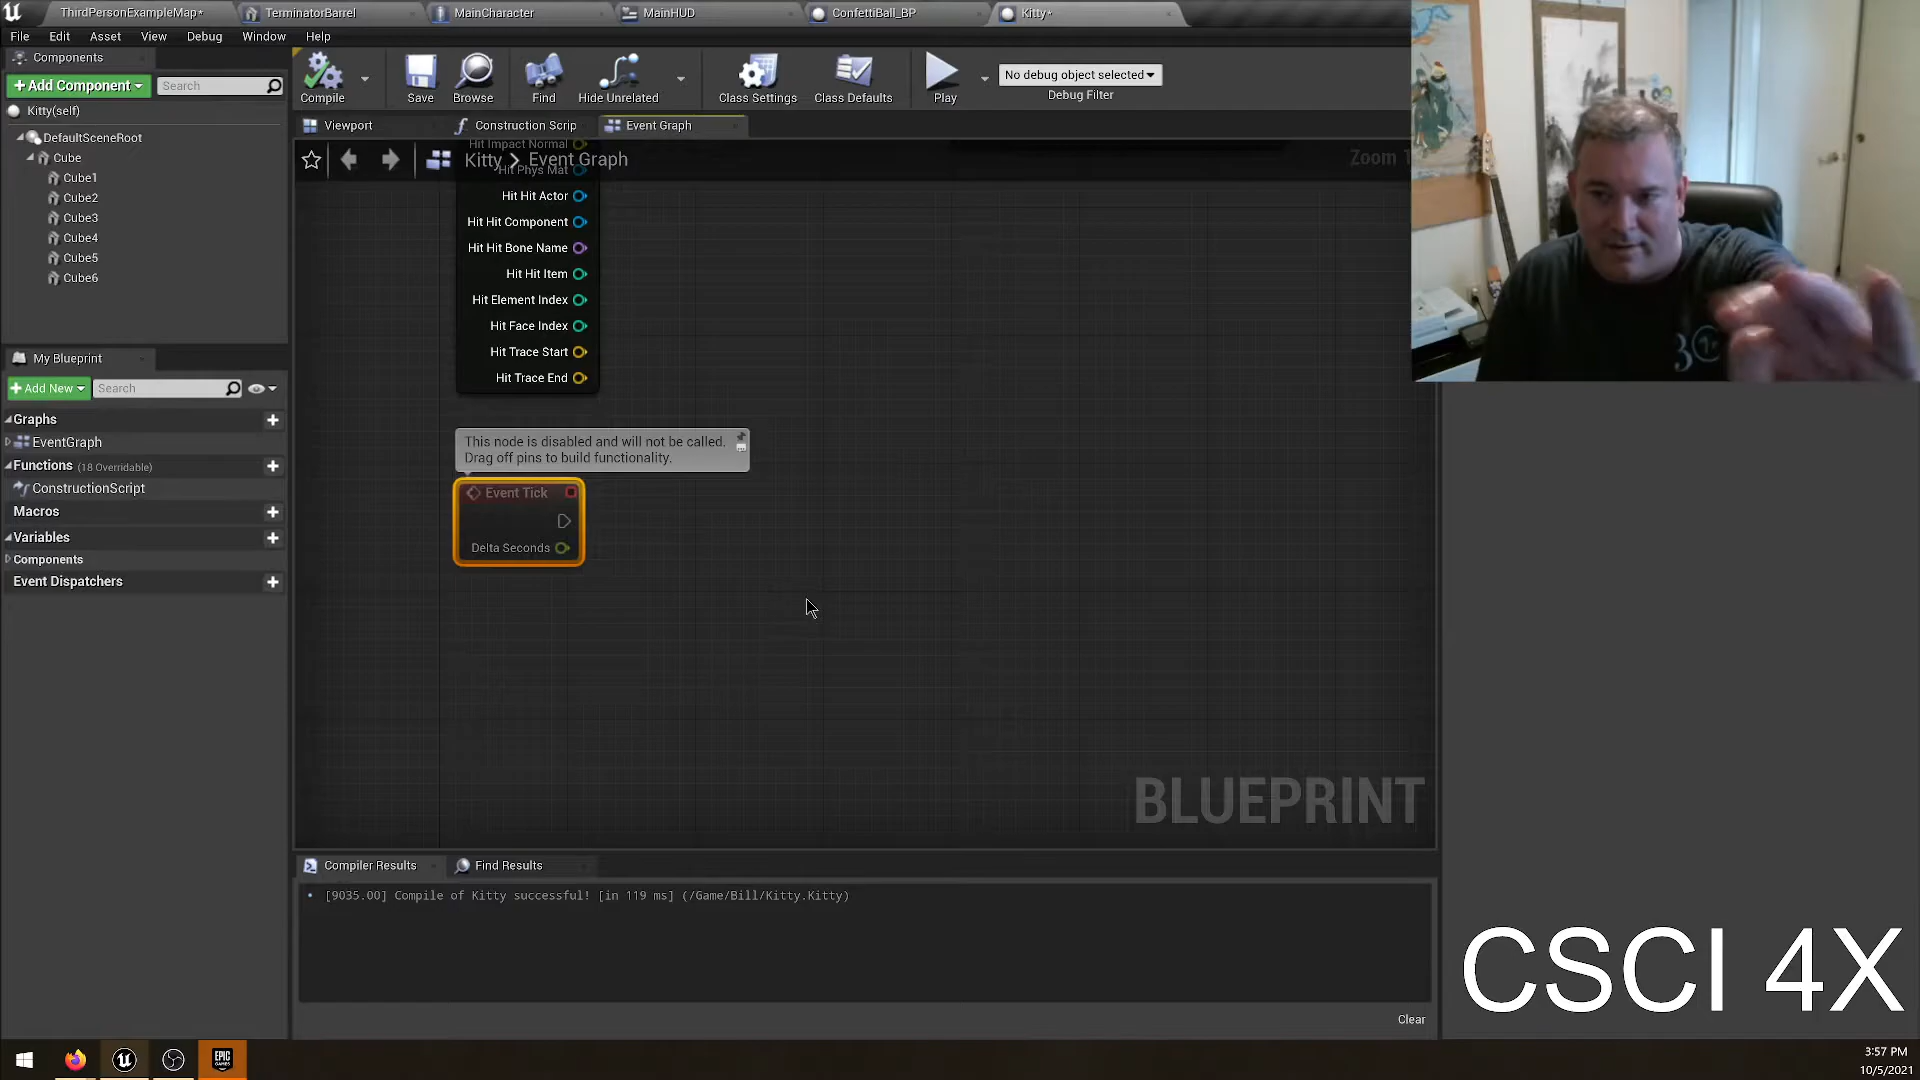 ThirdPersonExampleMap*
TerminatorBarrel
MainCharacter
MainHUD
ConfettiBall_BP
Kitty*
File
Edit
Asset
View
Debug
Window
Help
Components
+Add Component
Search
Compile
Save
Browse
Find
Hide Unrelated
Class Settings
Class Defaults
Play
No debug object selected
Debug Filter
Kitty(self)
DefaultSceneRoot
Cube
Cube1
Cube2
Cube3
Cube4
Cube5
Cube6
Viewport
Construction Scrip
Event Graph
Hit Impact Normal
Kitty > Event Graph
Zoom
Hit Phys Mat
Hit Hit Actor
Hit Hit Component
Hit Hit Bone Name
Hit Hit Item
Hit Element Index
Hit Face Index
Hit Trace Start
Hit Trace End
This node is disabled and will not be called.
Drag off pins to build functionality.
Event Tick
Delta Seconds
My Blueprint
+Add New
Search
Graphs
EventGraph
Functions (18 Overridable)
ConstructionScript
Macros
Variables
Components
Event Dispatchers
BLUEPRINT
Compiler Results
Find Results
[9035.00] Compile of Kitty successful! [in 119 ms] (/Game/Bill/Kitty.Kitty)
Clear
CSCI 4X
EPIC
GAMES
3:57 PM
10/5/2021